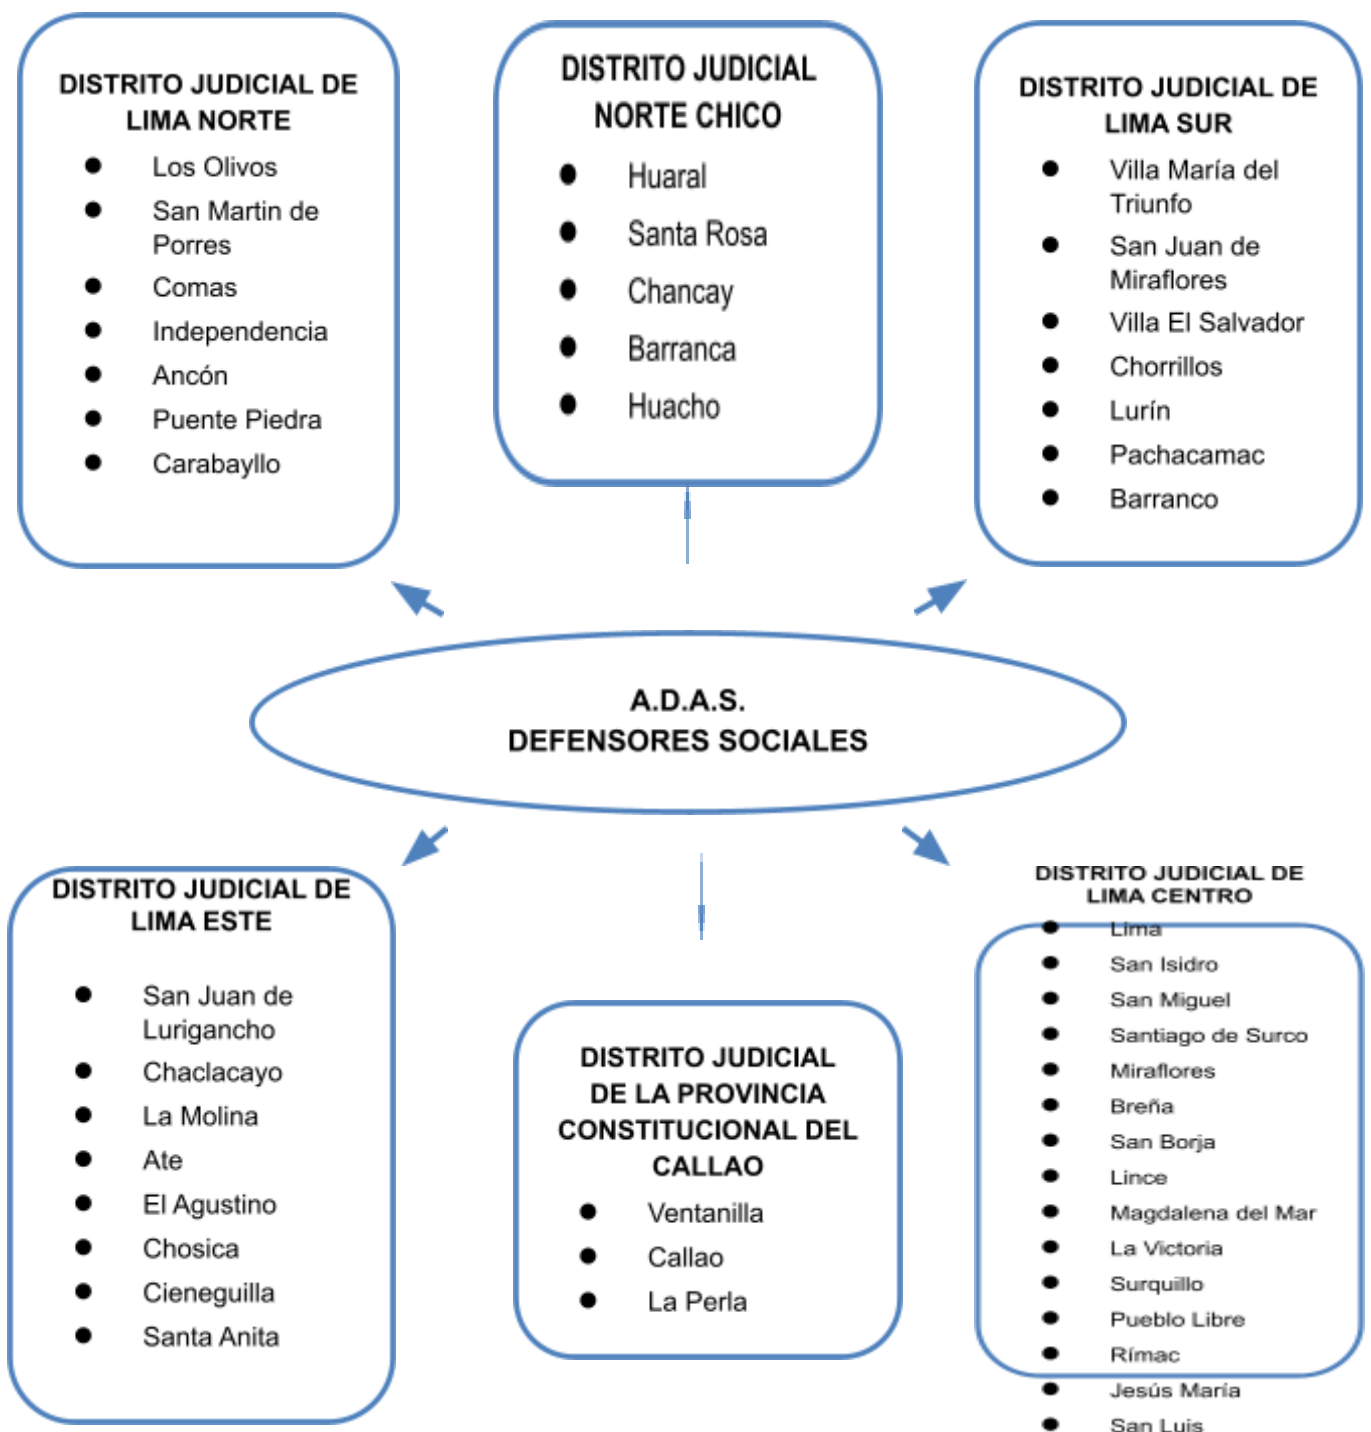 DISTRITO JUDICIAL DE
LIMA NORTE
● Los Olivos
● San Martin de
Porres
● Comas
● Independencia
● Ancón
● Puente Piedra
● Carabayllo
DISTRITO JUDICIAL
NORTE CHICO
● Huaral
● Santa Rosa
● Chancay
● Barranca
● Huacho
DISTRITO JUDICIAL DE
LIMA SUR
● Villa María del
Triunfo
● San Juan de
Miraflores
● Villa El Salvador
● Chorrillos
● Lurín
● Pachacamac
● Barranco
A.D.A.S.
DEFENSORES SOCIALES
DISTRITO JUDICIAL DE
LIMA ESTE
● San Juan de
Lurigancho
● Chaclacayo
● La Molina
● Ate
● El Agustino
● Chosica
● Cieneguilla
● Santa Anita
DISTRITO JUDICIAL
DE LA PROVINCIA
CONSTITUCIONAL DEL
CALLAO
● Ventanilla
● Callao
● La Perla
DISTRITO JUDICIAL DE
LIMA CENTRO
● Lima
● San Isidro
● San Miguel
● Santiago de Surco
● Miraflores
● Breña
● San Borja
● Lince
● Magdalena del Mar
● La Victoria
● Surquillo
● Pueblo Libre
● Rímac
● Jesús María
● San Luis